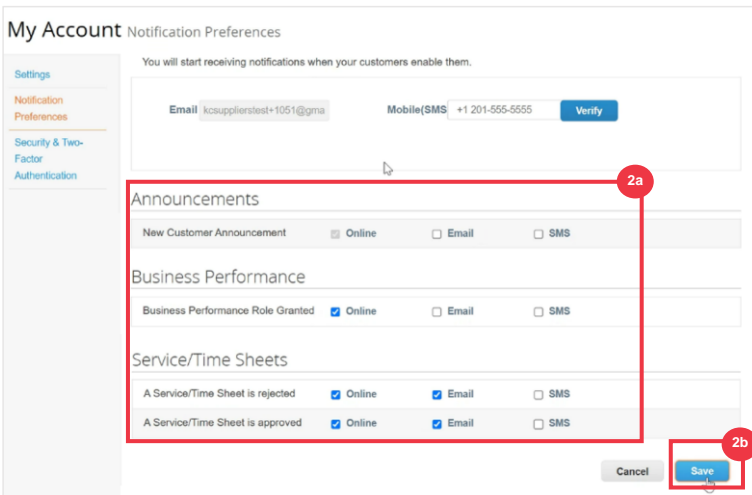 My Account Notification Preferences
You will start receiving notifications when your customers enable them.
Settings
Notification
Preferences
Security & Two-
Factor
Authentication
Email kcsupplierstest+1051@gma Mobile(SMS +1 201-555-5555 Verify
2a
Announcements
New Customer Announcement Online Email SMS
Business Performance
Business Performance Role Granted Online Email SMS
Service/Time Sheets
A Service/Time Sheet is rejected Online Email SMS
A Service/Time Sheet is approved Online Email SMS
2b
Cancel Save